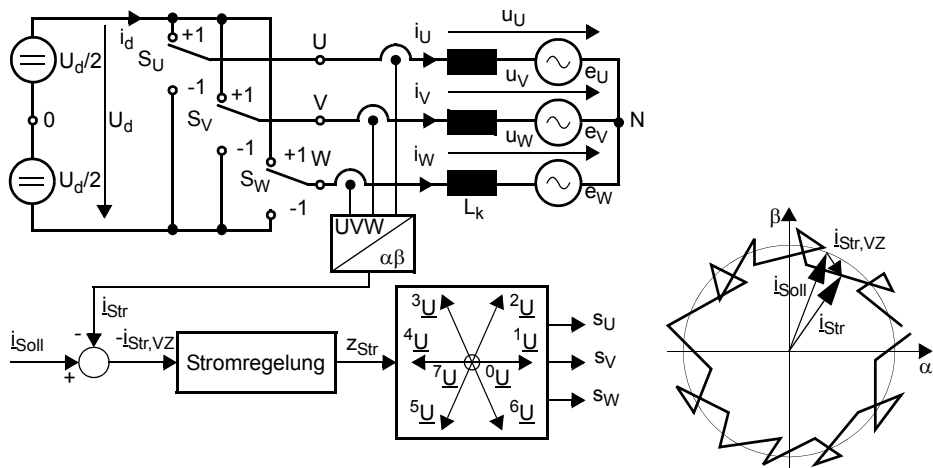 u_U
i_d
+1
U
i_U
U_d/2
S_U
u_V
e_U
-1
+1
V
i_V
0
U_d
S_V
u_W
e_V
N
-1
+1
W
i_W
U_d/2
S_W
-1
L_k
e_W
UVW
αβ
i_Str
i_Soll
-
+
-i_Str,VZ
Stromregelung
z_Str
³U
²U
⁴U
¹U
⁷U
⁰U
⁵U
⁶U
s_U
s_V
s_W
β
i_Str,VZ
i_Soll
i_Str
α